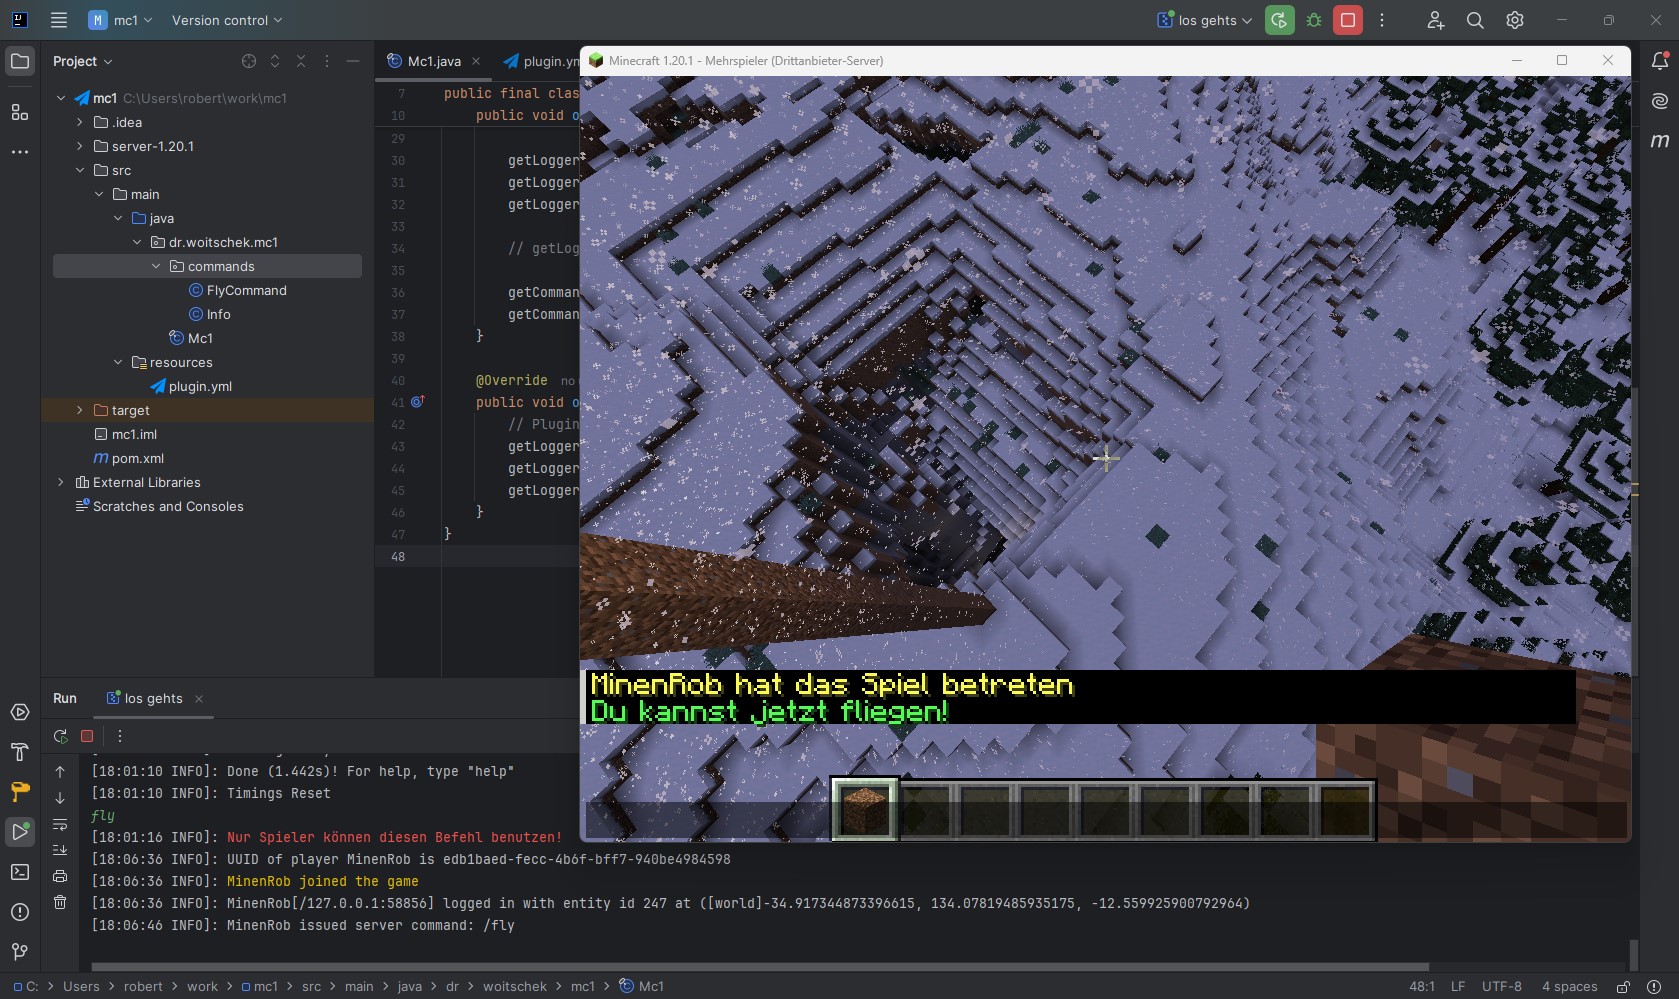 M mc1 Version control los gehts
Project
Mc1.java
plugin.yn
Minecraft 1.20.1 - Mehrspieler (Drittanbieter-Server)
mc1 C:\Users\robert\work\mc1
.idea
server-1.20.1
src
main
java
dr.woitschek.mc1
commands
FlyCommand
Info
Mc1
resources
plugin.yml
target
mc1.iml
m pom.xml
External Libraries
Scratches and Consoles
7 public final clas
10 public void o
29
30 getLogger
31 getLogger
32 getLogger
33
34 // getLog
35
36 getComman
37 getComman
38 }
39
40 @Override no
41 public void o
42 // Plugin
43 getLogger
44 getLogger
45 getLogger
46 }
47 }
48
m
MinenRob hat das Spiel betreten
Du kannst jetzt fliegen!
Run los gehts
[18:01:10 INFO]: Done (1.442s)! For help, type "help"
[18:01:10 INFO]: Timings Reset
fly
[18:01:16 INFO]: Nur Spieler können diesen Befehl benutzen!
[18:06:36 INFO]: UUID of player MinenRob is edb1baed-fecc-4b6f-bff7-940be4984598
[18:06:36 INFO]: MinenRob joined the game
[18:06:36 INFO]: MinenRob[/127.0.0.1:58856] logged in with entity id 247 at ([world]-34.917344873396615, 134.07819485935175, -12.559925900792964)
[18:06:46 INFO]: MinenRob issued server command: /fly
C: > Users > robert > work > mc1 > src > main > java > dr > woitschek > mc1 > Mc1
48:1 LF UTF-8 4 spaces